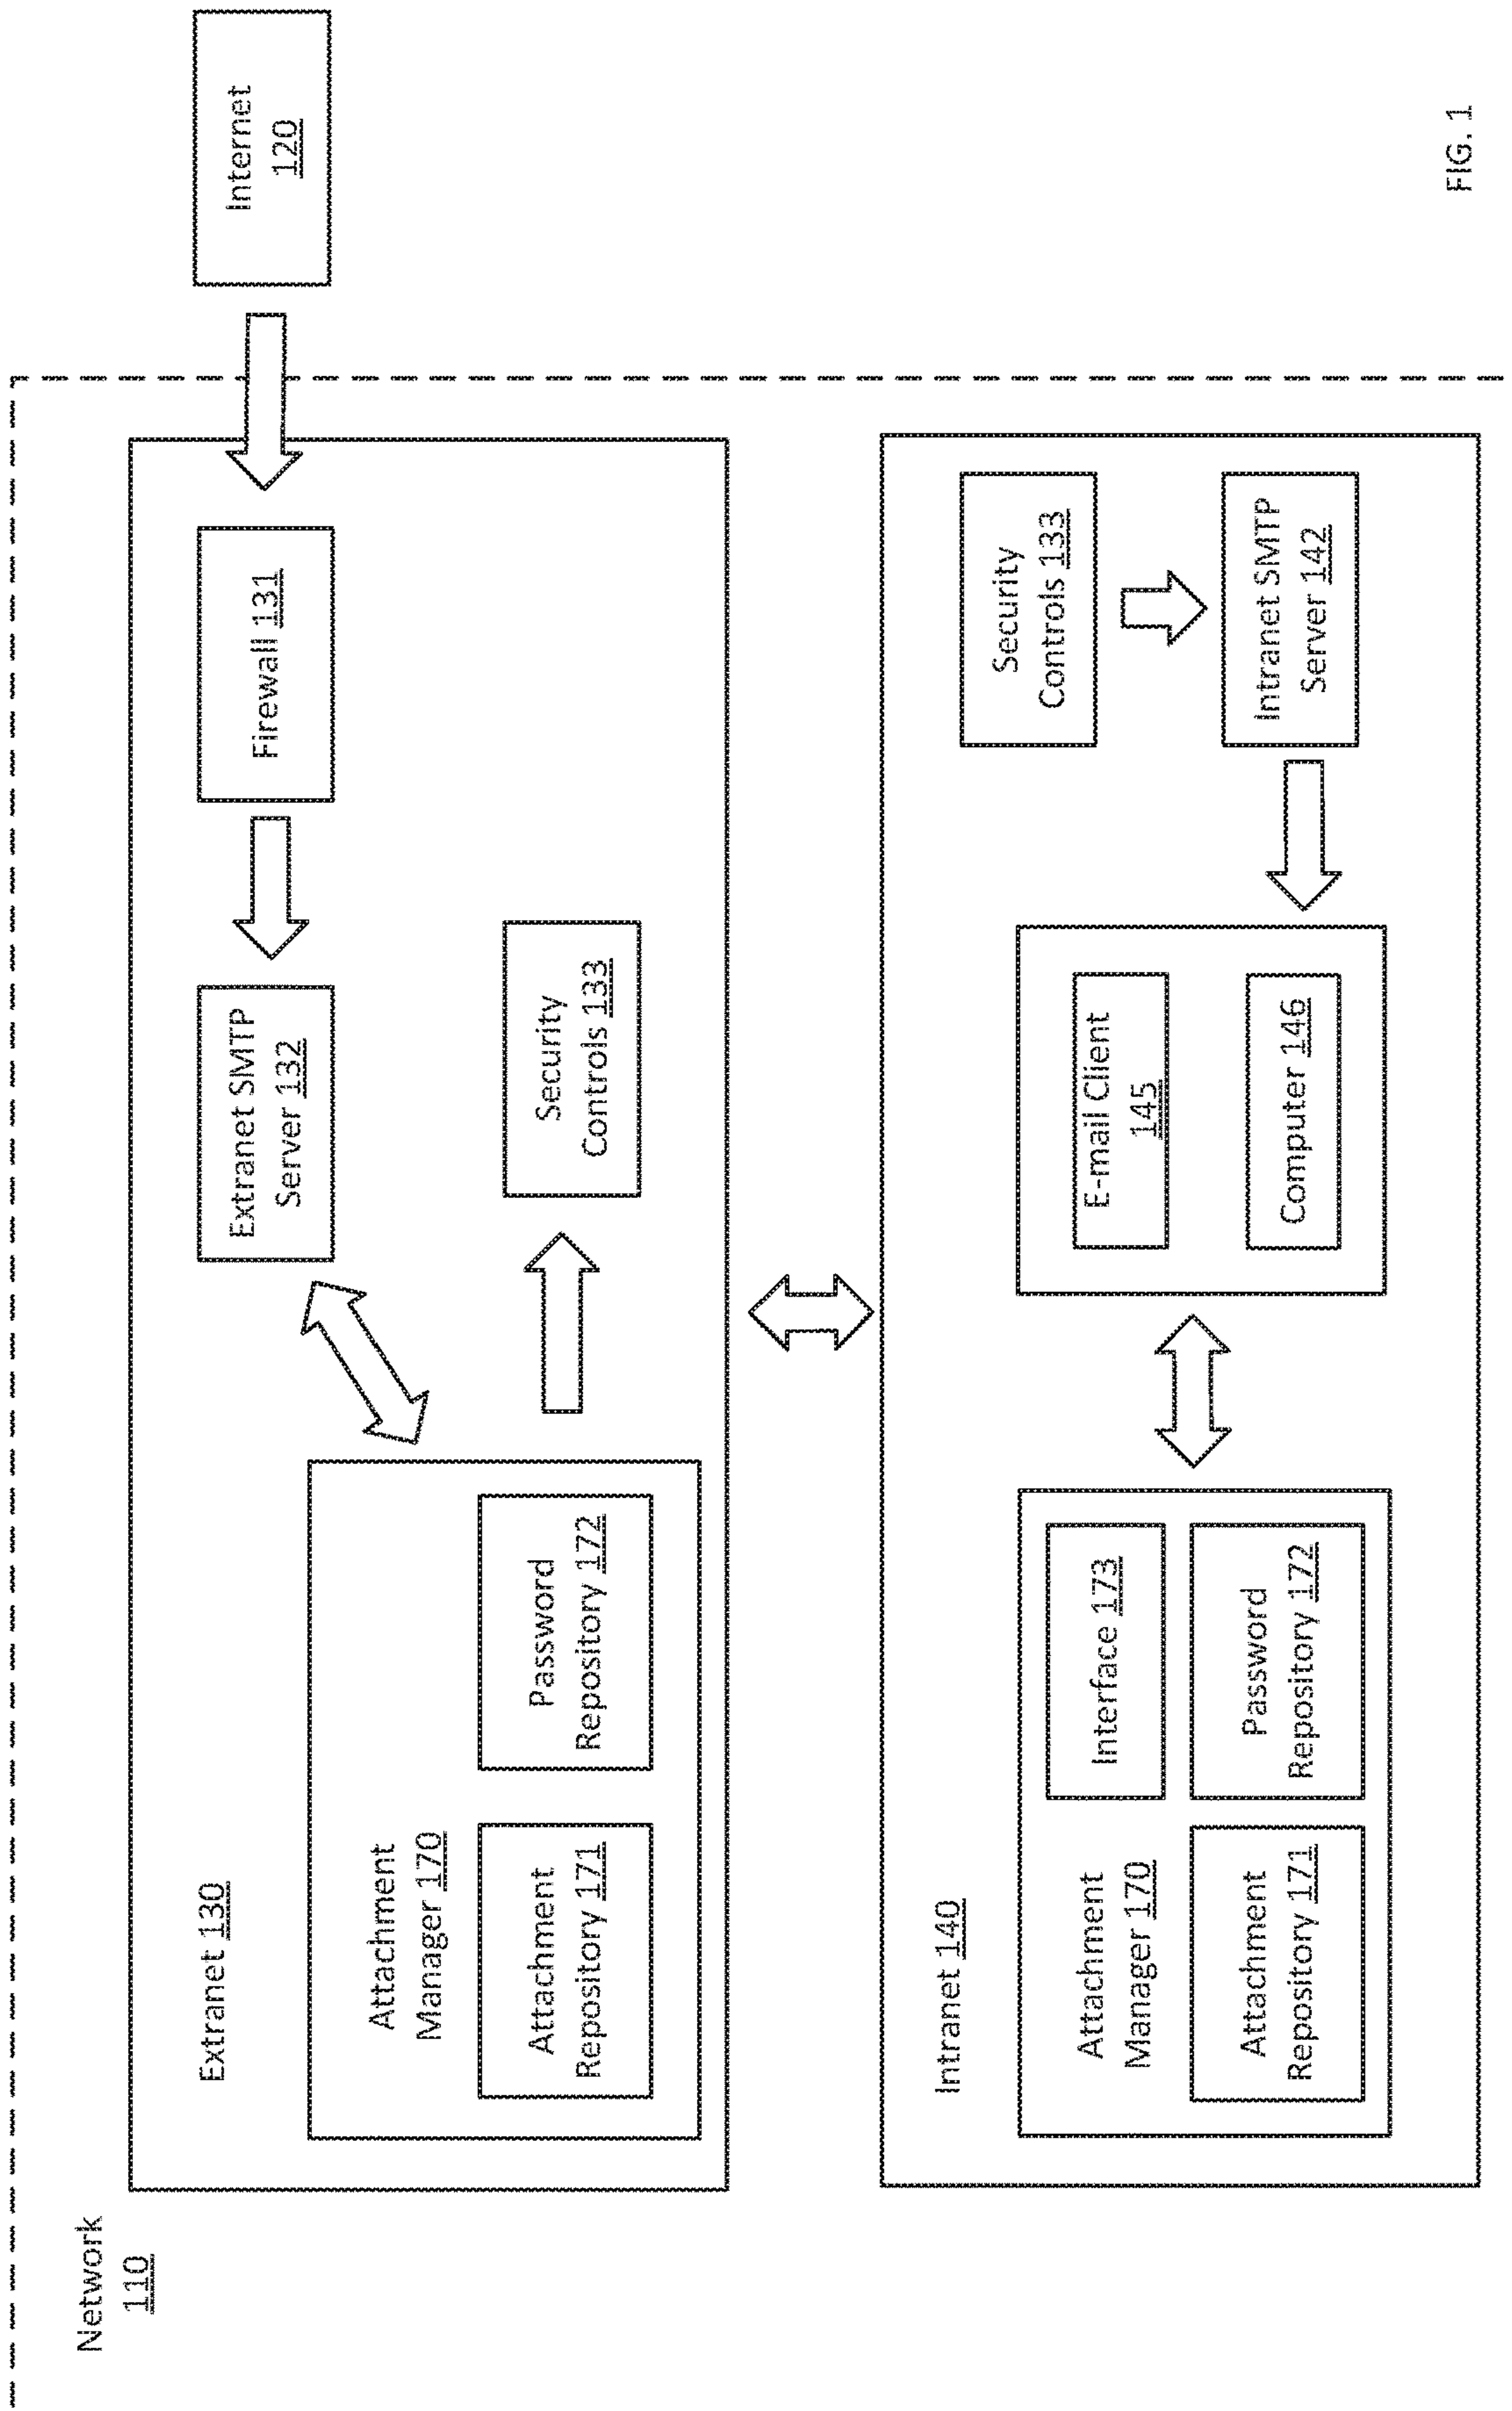 Network
110
Extranet 130
Attachment
Manager 170
Attachment
Repository 171
Password
Repository 172
Extranet SMTP
Server 132
Firewall 131
Security
Controls 133
Internet
120
Intranet 140
Attachment
Manager 170
Interface 173
Attachment
Repository 171
Password
Repository 172
E-mail Client
145
Computer 146
Security
Controls 133
Intranet SMTP
Server 142
FIG. 1